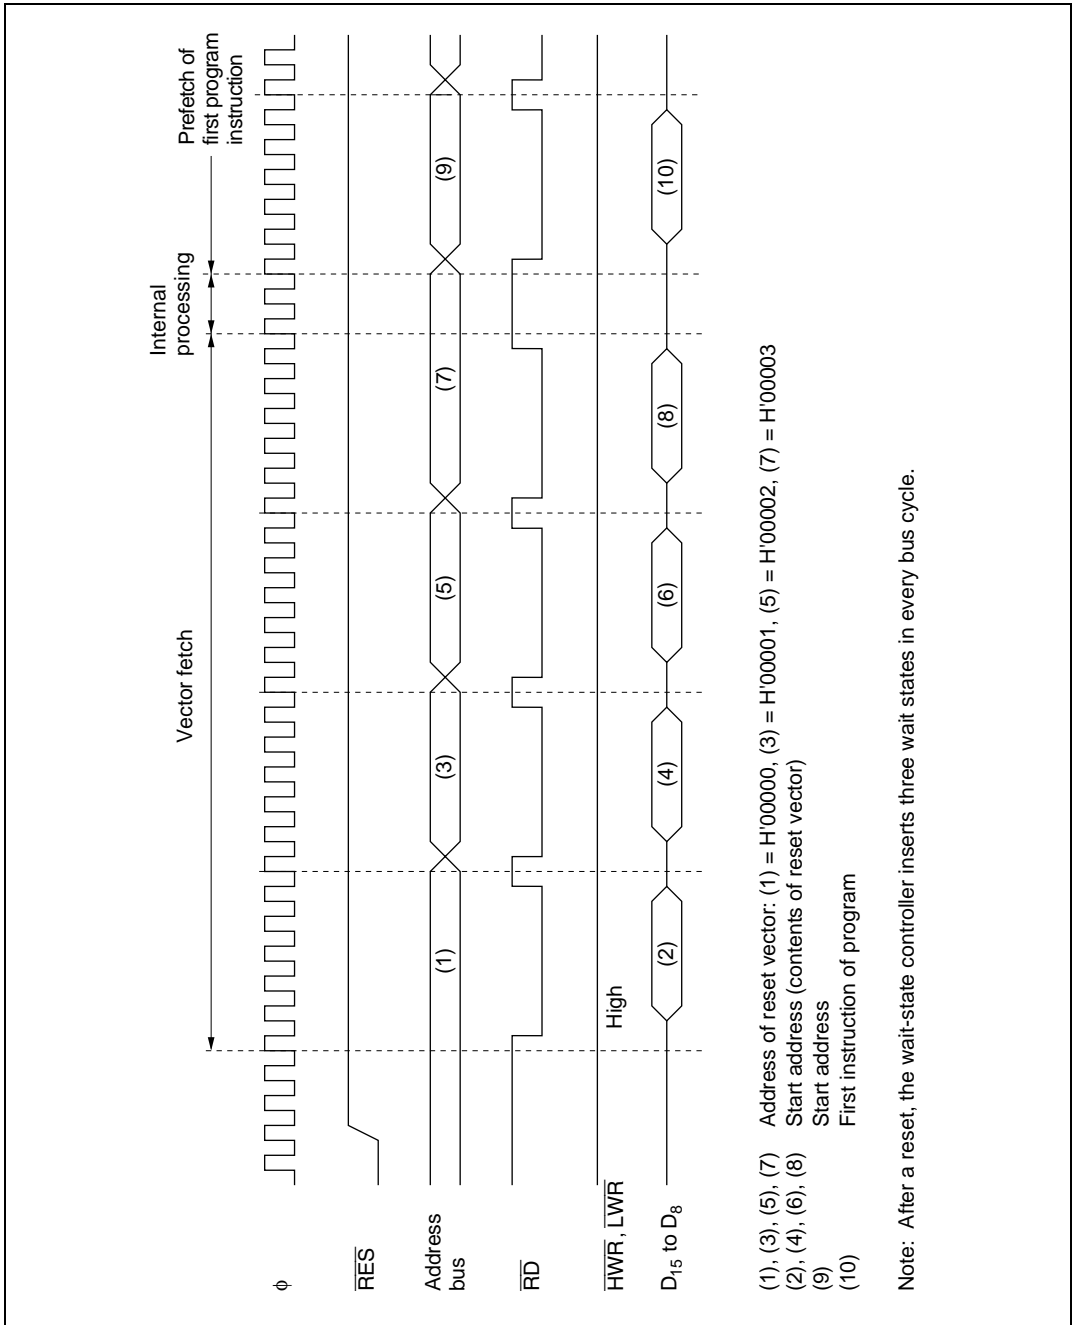 Vector fetch
Internal
processing
Prefetch of
first program
instruction
φ
RES
Address
bus
(1)
(3)
(5)
(7)
(9)
RD
HWR, LWR
High
D15 to D8
(2)
(4)
(6)
(8)
(10)
(1), (3), (5), (7) Address of reset vector: (1) = H'00000, (3) = H'00001, (5) = H'00002, (7) = H'00003
(2), (4), (6), (8) Start address (contents of reset vector)
(9) Start address
(10) First instruction of program
Note: After a reset, the wait-state controller inserts three wait states in every bus cycle.